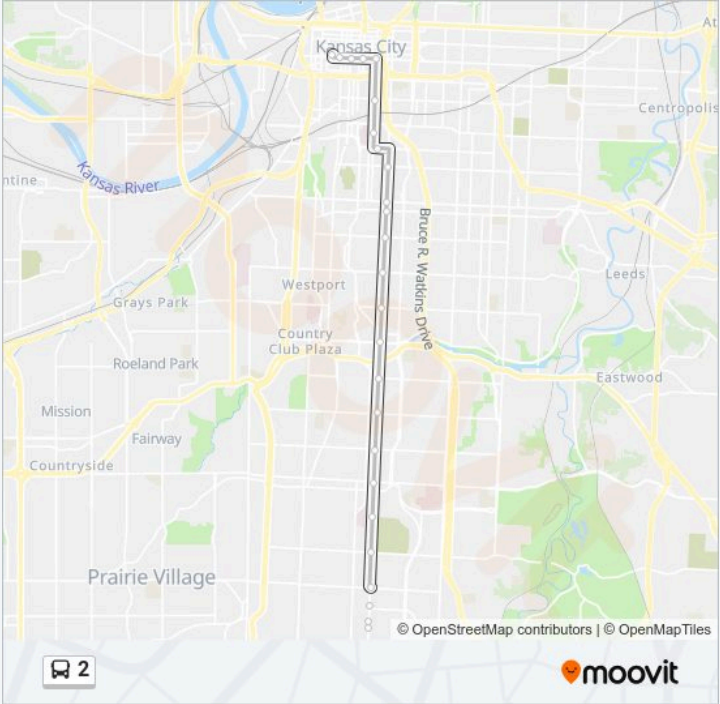 Kansas City
At
Centropolis
Kansas River
ntine
Bruce R. Watkins Drive
Leeds
Westport
Grays Park
Country
Club Plaza
Roeland Park
Eastwood
Mission
Fairway
Countryside
Prairie Village
© OpenStreetMap contributors | © OpenMapTiles
2
moovit